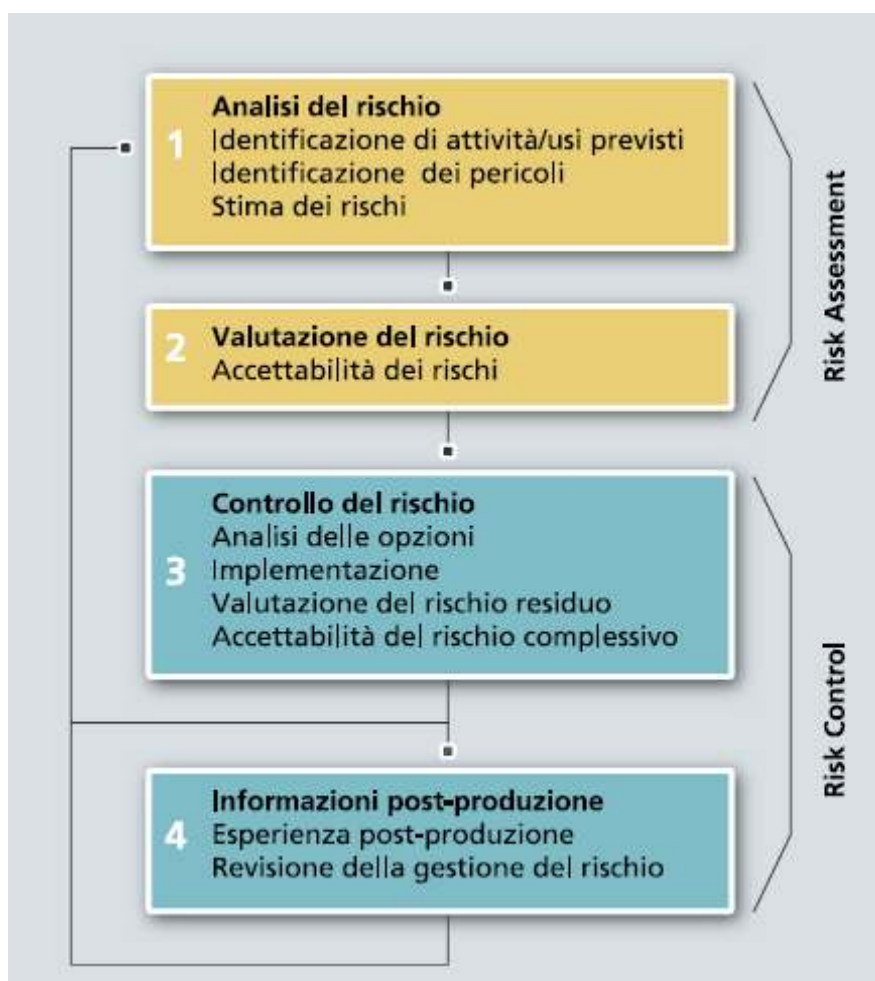 1
Analisi del rischio
Identificazione di attività/usi previsti
Identificazione dei pericoli
Stima dei rischi
2
Valutazione del rischio
Accettabilità dei rischi
Risk Assessment
3
Controllo del rischio
Analisi delle opzioni
Implementazione
Valutazione del rischio residuo
Accettabilità del rischio complessivo
4
Informazioni post-produzione
Esperienza post-produzione
Revisione della gestione del rischio
Risk Control